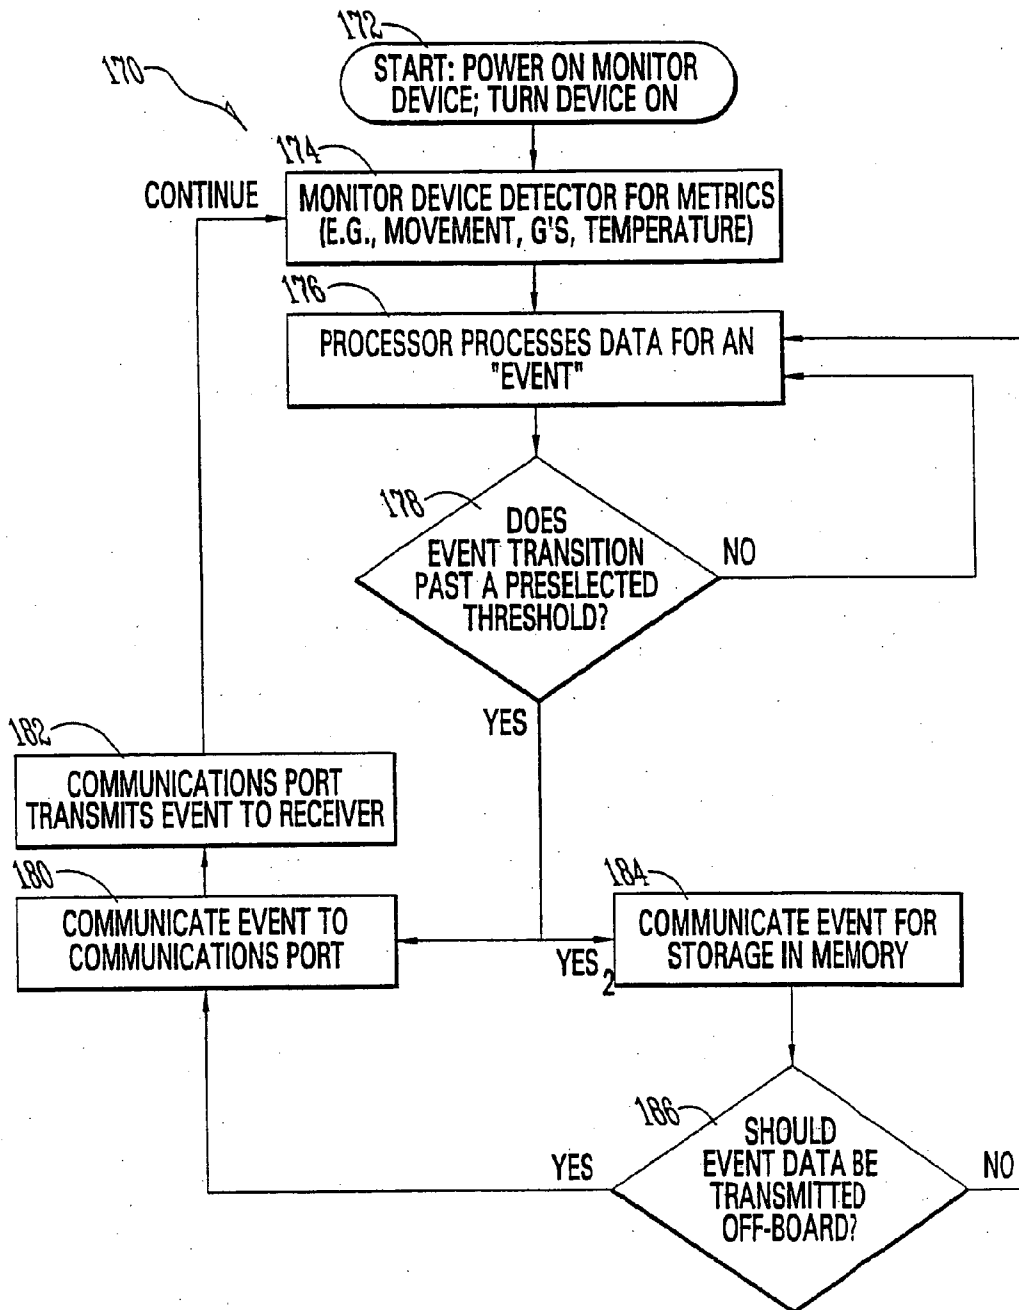 172
START: POWER ON MONITOR
DEVICE; TURN DEVICE ON
170
174
CONTINUE
MONITOR DEVICE DETECTOR FOR METRICS
(E.G., MOVEMENT, G'S, TEMPERATURE)
176
PROCESSOR PROCESSES DATA FOR AN
"EVENT"
178
DOES
EVENT TRANSITION
PAST A PRESELECTED
THRESHOLD?
NO
YES
182
COMMUNICATIONS PORT
TRANSMITS EVENT TO RECEIVER
180
COMMUNICATE EVENT TO
COMMUNICATIONS PORT
184
COMMUNICATE EVENT FOR
STORAGE IN MEMORY
YES2
186
SHOULD
EVENT DATA BE
TRANSMITTED
OFF-BOARD?
YES
NO